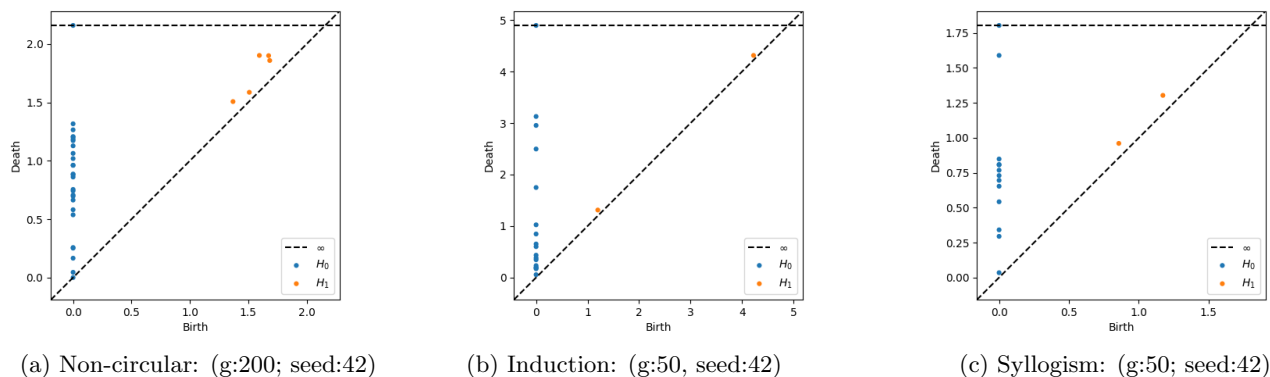 2.0
1.5
1.0
0.5
0.0
Death
0.0 0.5 1.0 1.5 2.0
Birth
∞
H₀
H₁
(a) Non-circular: (g:200; seed:42)
5
4
3
2
1
0
Death
0 1 2 3 4 5
Birth
∞
H₀
H₁
(b) Induction: (g:50, seed:42)
1.75
1.50
1.25
1.00
0.75
0.50
0.25
0.00
Death
0.0 0.5 1.0 1.5
Birth
∞
H₀
H₁
(c) Syllogism: (g:50; seed:42)